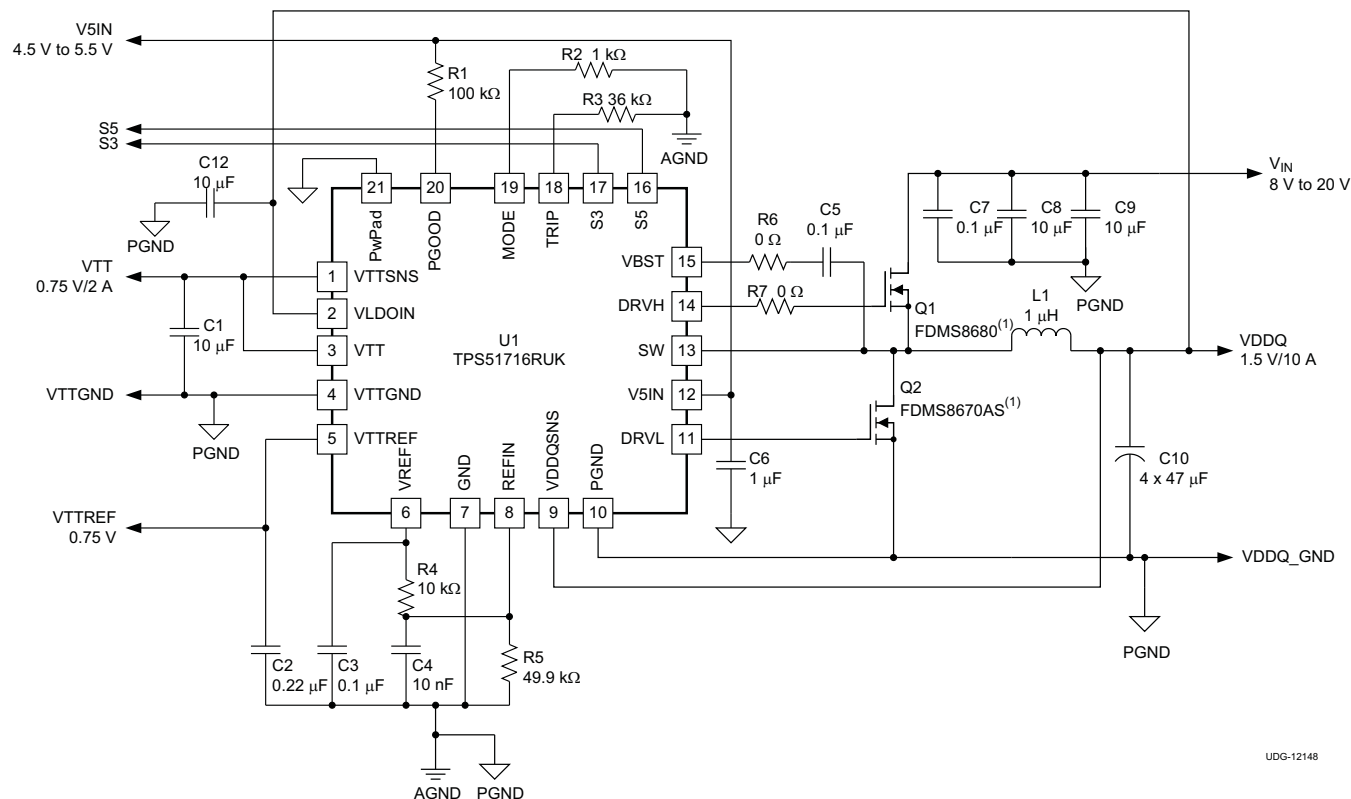 V5IN
4.5 V to 5.5 V
R1
100 kΩ
R2 1 kΩ
R3 36 kΩ
AGND
S5
S3
C12
10 μF
PGND
21
20
19
18
17
16
PwPad
PGOOD
MODE
TRIP
S3
S5
VTT
0.75 V/2 A
C1
10 μF
VTTGND
PGND
1
VTTSNS
2
VLDOIN
3
VTT
4
VTTGND
5
VTTREF
U1
TPS51716RUK
VBST
15
DRVH
14
SW
13
V5IN
12
DRVL
11
VREF
GND
REFIN
VDDQSNS
PGND
6
7
8
9
10
R6
0 Ω
C5
0.1 μF
R7 0 Ω
Q1
FDMS8680(1)
Q2
FDMS8670AS(1)
VIN
8 V to 20 V
C7
0.1 μF
C8
10 μF
C9
10 μF
PGND
L1
1 μH
VDDQ
1.5 V/10 A
C6
1 μF
C10
4 x 47 μF
VDDQ_GND
PGND
VTTREF
0.75 V
R4
10 kΩ
C2
0.22 μF
C3
0.1 μF
C4
10 nF
R5
49.9 kΩ
AGND
PGND
UDG-12148